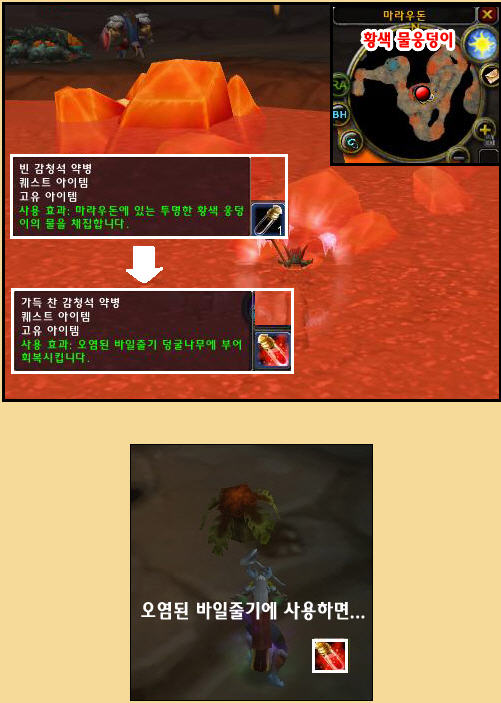 마라우돈
황색 물웅덩이
N
RA
BH
빈 감청석 약병
퀘스트 아이템
고유 아이템
사용 효과: 마라우돈에 있는 투명한 황색 웅덩
이의 물을 채집합니다.
1
가득 찬 감청석 약병
퀘스트 아이템
고유 아이템
사용 효과: 오염된 바일줄기 덩굴나무에 부어
회복시킵니다.
오염된 바일줄기에 사용하면...